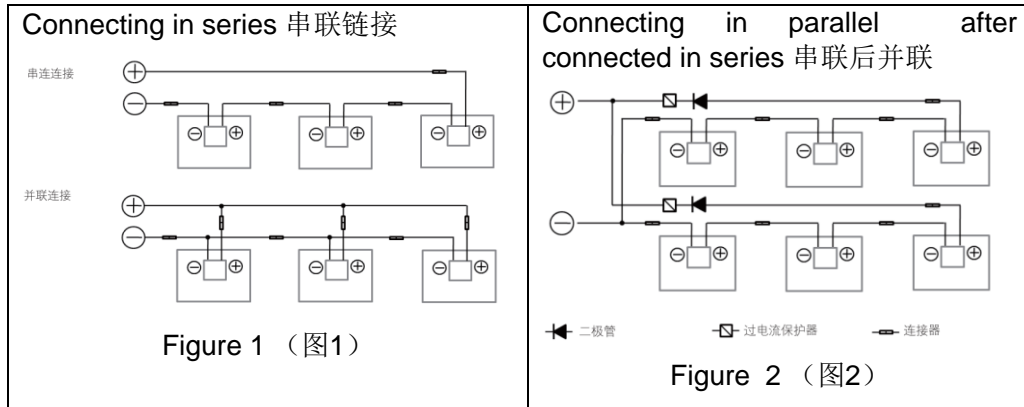 Connecting in series 串联链接
串连连接
并联连接
Figure 1 （图1）
Connecting in parallel after
connected in series 串联后并联
二极管
过电流保护器
连接器
Figure 2 （图2）